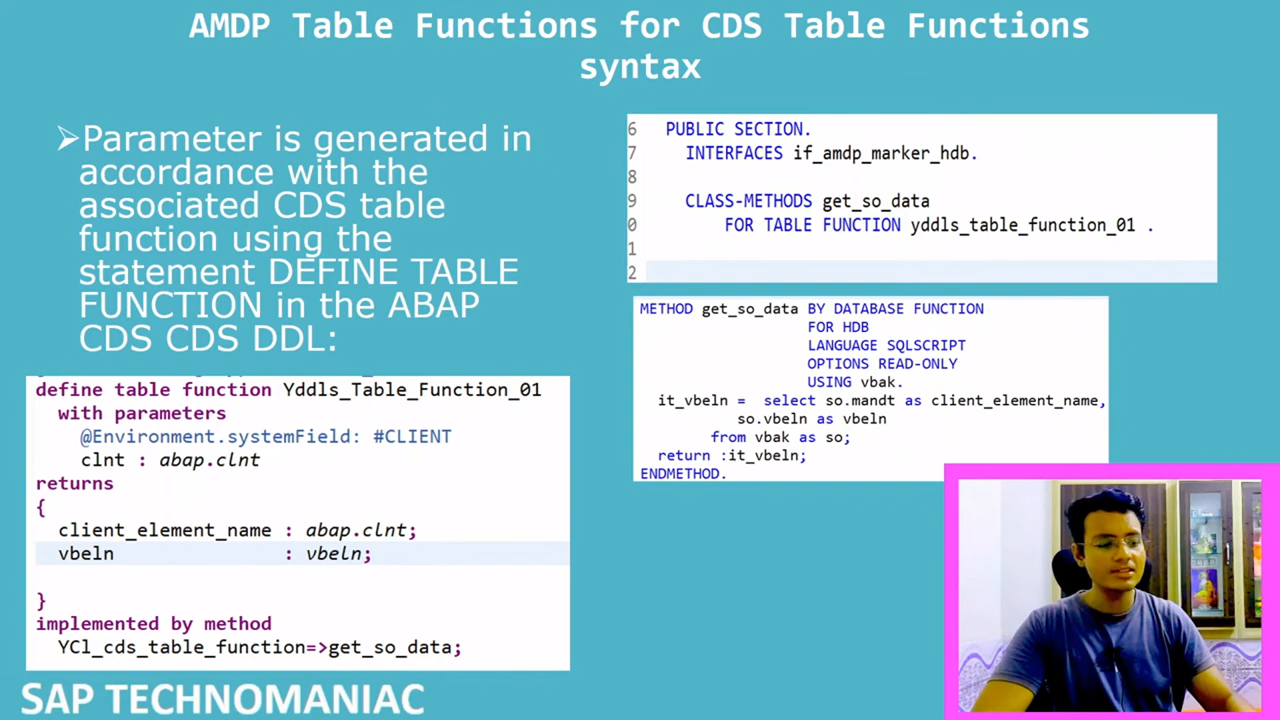 AMDP Table Functions for CDS Table Functions
syntax
➢Parameter is generated in
accordance with the
associated CDS table
function using the
statement DEFINE TABLE
FUNCTION in the ABAP
CDS CDS DDL:
define table function Yddls_Table_Function_01
with parameters
@Environment.systemField: #CLIENT
clnt : abap.clnt
returns
{
client_element_name : abap.clnt;
vbeln : vbeln;
}
implemented by method
YCl_cds_table_function=>get_so_data;
6 PUBLIC SECTION.
7 INTERFACES if_amdp_marker_hdb.
8
9 CLASS-METHODS get_so_data
0 FOR TABLE FUNCTION yddls_table_function_01 .
1
2
METHOD get_so_data BY DATABASE FUNCTION
FOR HDB
LANGUAGE SQLSCRIPT
OPTIONS READ-ONLY
USING vbak.
it_vbeln = select so.mandt as client_element_name,
so.vbeln as vbeln
from vbak as so;
return :it_vbeln;
ENDMETHOD.
SAP TECHNOMANIAC